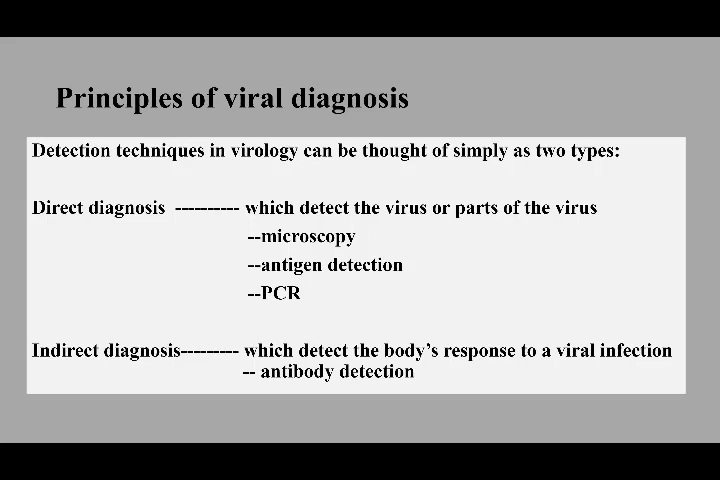 Principles of viral diagnosis
Detection techniques in virology can be thought of simply as two types:
Direct diagnosis ---------- which detect the virus or parts of the virus
--microscopy
--antigen detection
--PCR
Indirect diagnosis--------- which detect the body's response to a viral infection
-- antibody detection